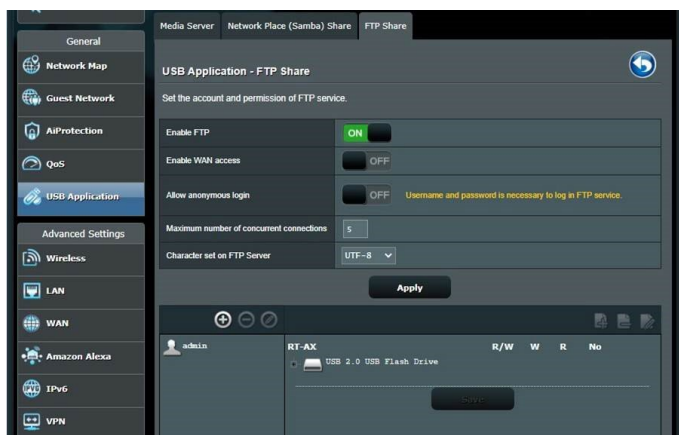 Media Server
Network Place (Samba) Share
FTP Share
General
Network Map
Guest Network
AiProtection
QoS
USB Application
Advanced Settings
Wireless
LAN
WAN
Amazon Alexa
IPv6
VPN
USB Application - FTP Share
Set the account and permission of FTP service.
Enable FTP
ON
Enable WAN access
OFF
Allow anonymous login
OFF
Username and password is necessary to log in FTP service.
Maximum number of concurrent connections
5
Character set on FTP Server
UTF-8
Apply
admin
RT-AX
R/W W R No
USB 2.0 USB Flash Drive
Save